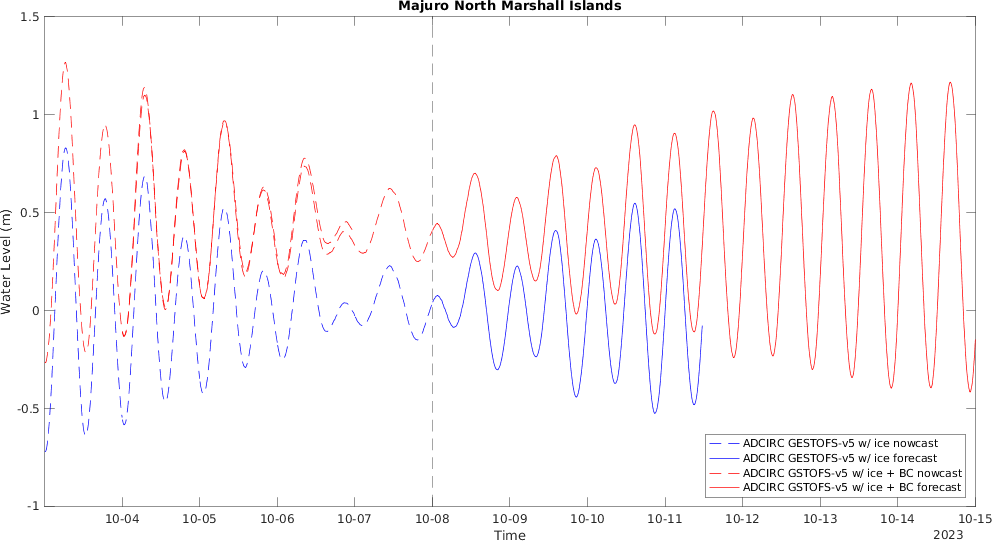 Majuro North Marshall Islands
Water Level (m)
1.5
1
0.5
0
-0.5
-1
ADCIRC GESTOFS-v5 w/ ice nowcast
ADCIRC GESTOFS-v5 w/ ice forecast
ADCIRC GSTOFS-v5 w/ ice + BC nowcast
ADCIRC GSTOFS-v5 w/ ice + BC forecast
10-04 10-05 10-06 10-07 10-08 10-09 10-10 10-11 10-12 10-13 10-14 10-15
Time
2023